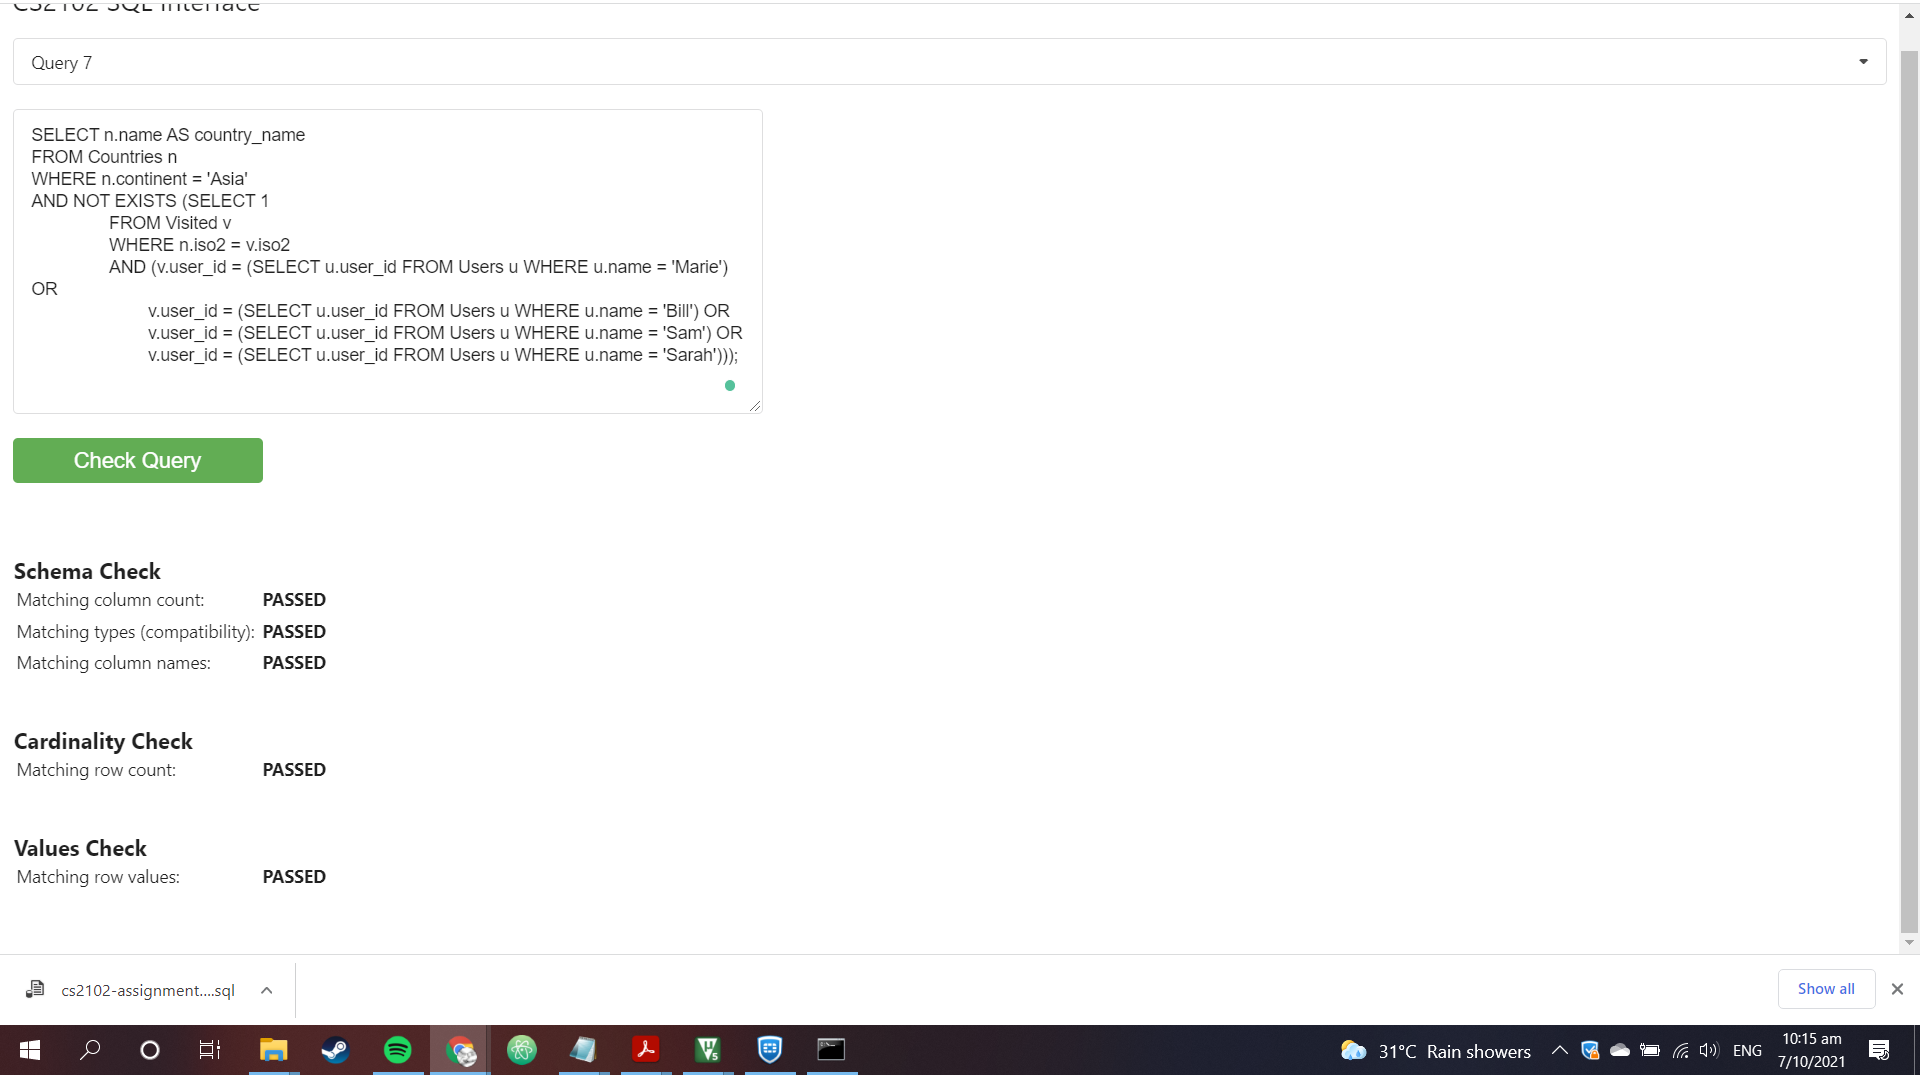 CS2102 SQL Interface
Query 7
SELECT n.name AS country_name
FROM Countries n
WHERE n.continent = 'Asia'
AND NOT EXISTS (SELECT 1
FROM Visited v
WHERE n.iso2 = v.iso2
AND (v.user_id = (SELECT u.user_id FROM Users u WHERE u.name = 'Marie')
OR
v.user_id = (SELECT u.user_id FROM Users u WHERE u.name = 'Bill') OR
v.user_id = (SELECT u.user_id FROM Users u WHERE u.name = 'Sam') OR
v.user_id = (SELECT u.user_id FROM Users u WHERE u.name = 'Sarah')));
Check Query
Schema Check
Matching column count: PASSED
Matching types (compatibility): PASSED
Matching column names: PASSED
Cardinality Check
Matching row count: PASSED
Values Check
Matching row values: PASSED
cs2102-assignment....sql
Show all
31°C Rain showers
ENG
10:15 am
7/10/2021